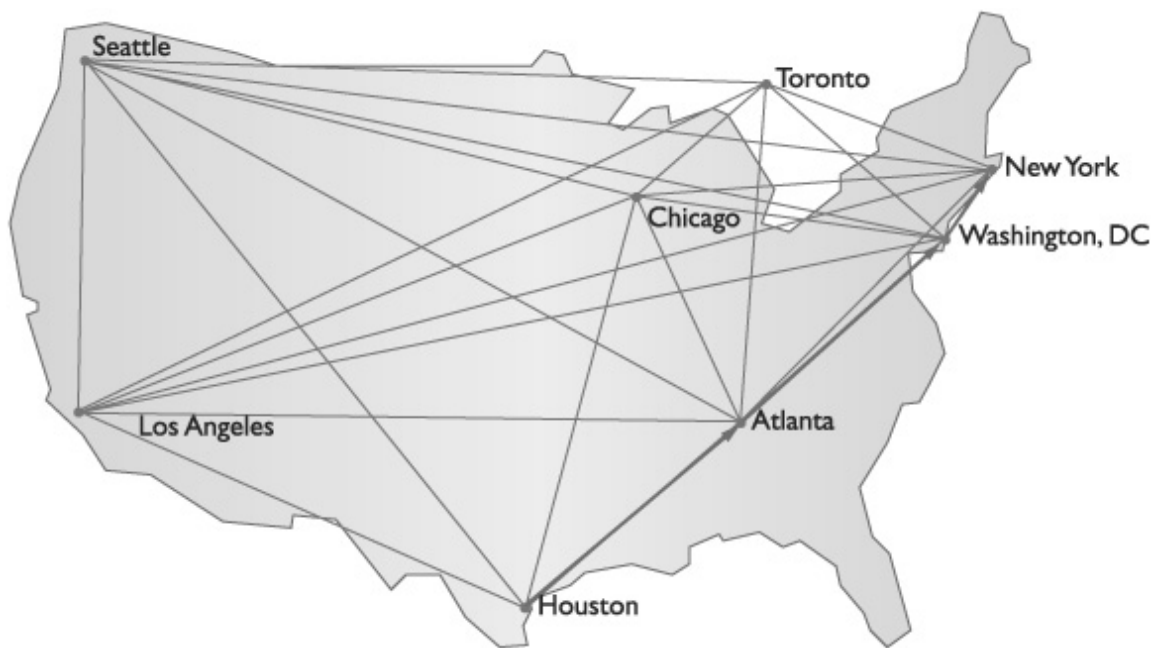 Seattle
Toronto
New York
Chicago
Washington, DC
Los Angeles
Atlanta
Houston